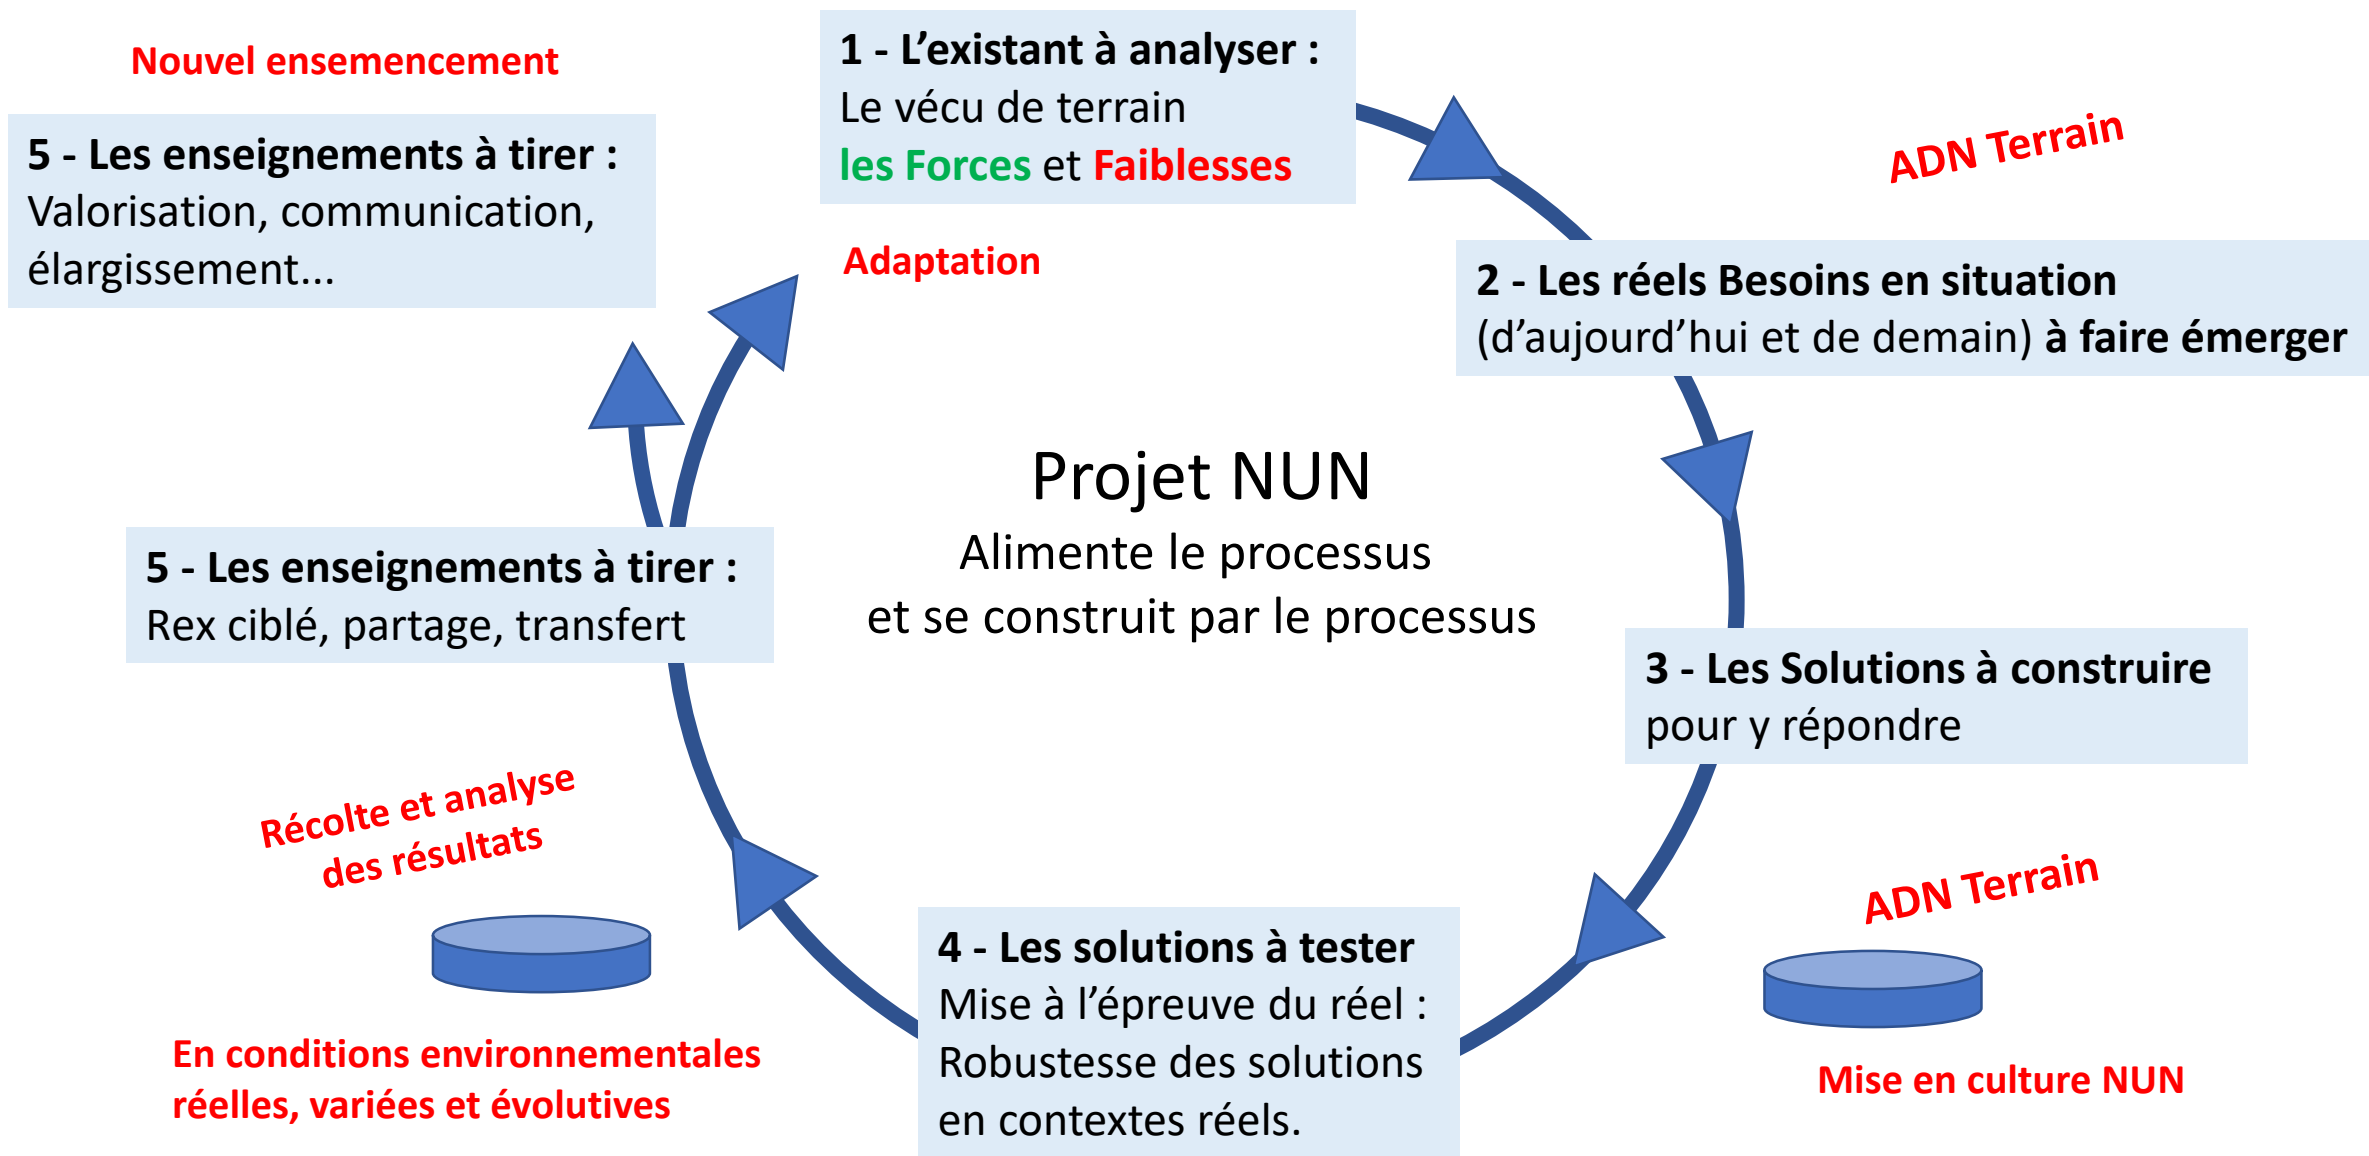 Nouvel ensemencement
5 - Les enseignements à tirer :
Valorisation, communication,
élargissement...
1 - L’existant à analyser :
Le vécu de terrain
les Forces et Faiblesses
Adaptation
ADN Terrain
2 - Les réels Besoins en situation
(d’aujourd’hui et de demain) à faire émerger
Projet NUN
Alimente le processus
et se construit par le processus
5 - Les enseignements à tirer :
Rex ciblé, partage, transfert
3 - Les Solutions à construire
pour y répondre
Récolte et analyse
des résultats
En conditions environnementales
réelles, variées et évolutives
4 - Les solutions à tester
Mise à l’épreuve du réel :
Robustesse des solutions
en contextes réels.
ADN Terrain
Mise en culture NUN